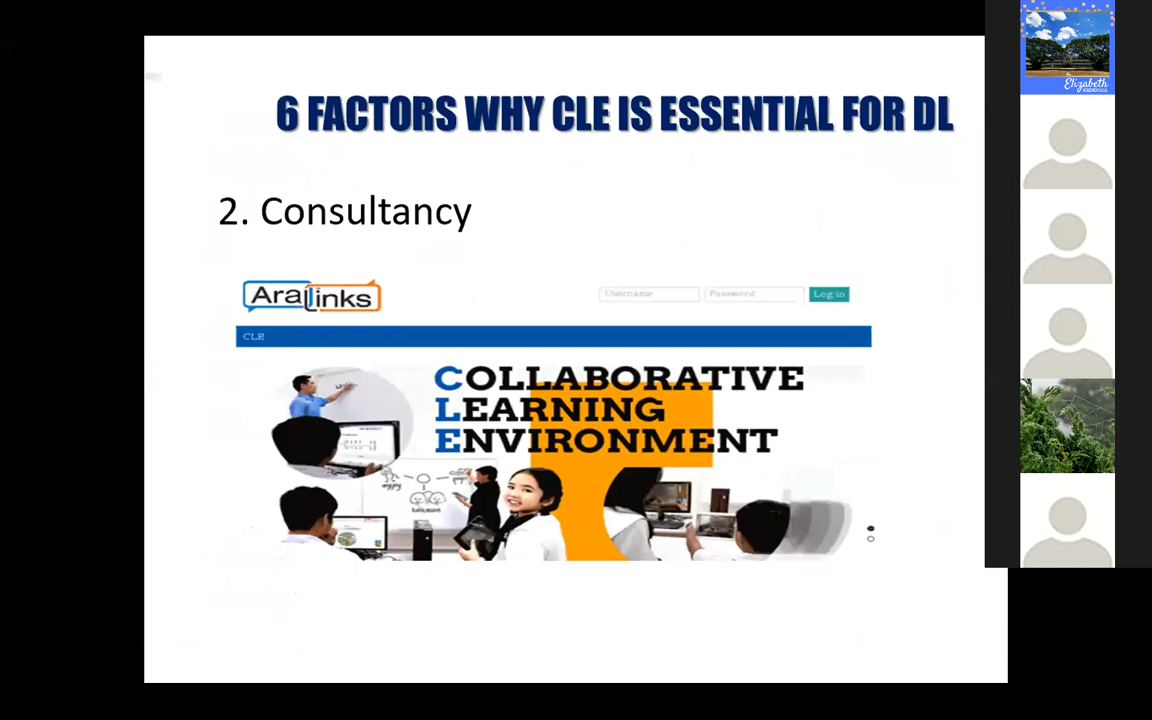 6 FACTORS WHY CLE IS ESSENTIAL FOR DL
2. Consultancy
AraLinks
Username
Password
Log in
CLE
COLLABORATIVE
LEARNING
ENVIRONMENT
Elizabeth